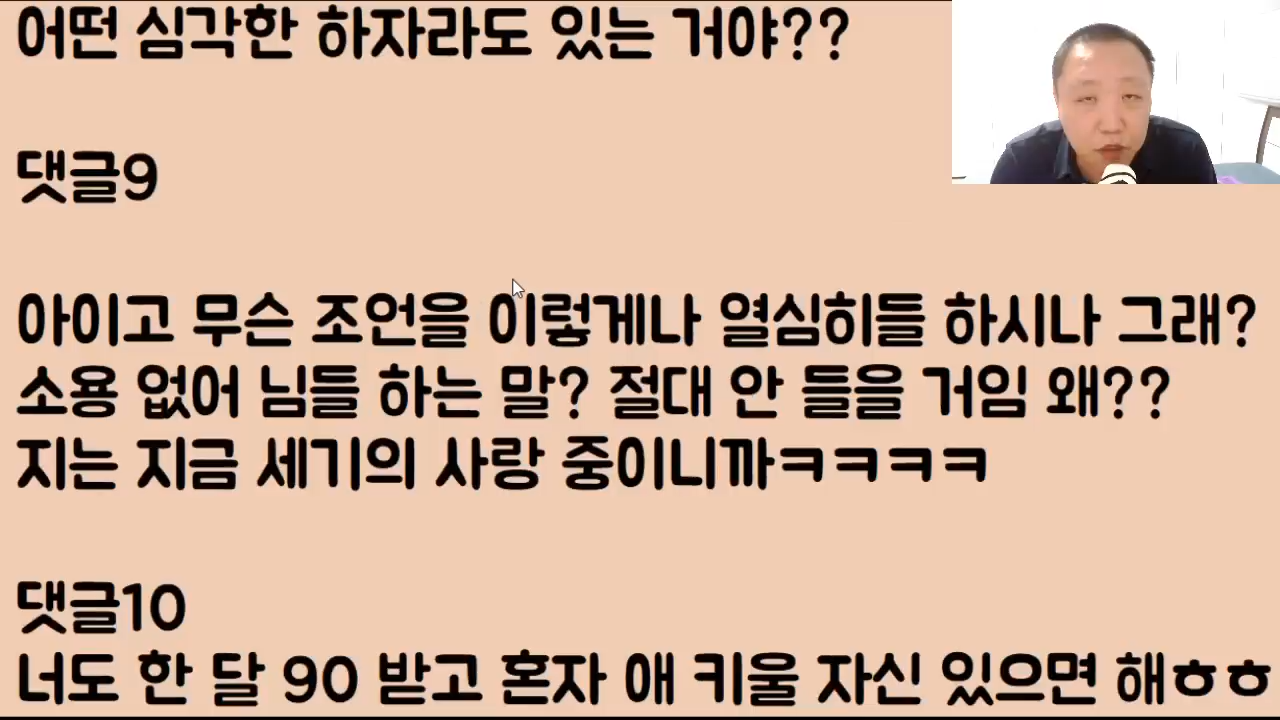 어떤 심각한 하자라도 있는 거야??
댓글9
아이고 무슨 조언을 이렇게나 열심히들 하시나 그래?
소용 없어 님들 하는 말? 절대 안 들을 거임 왜??
지는 지금 세기의 사랑 중이니까ㅋㅋㅋㅋ
댓글10
너도 한 달 90 받고 혼자 애 키울 자신 있으면 해ㅎㅎ